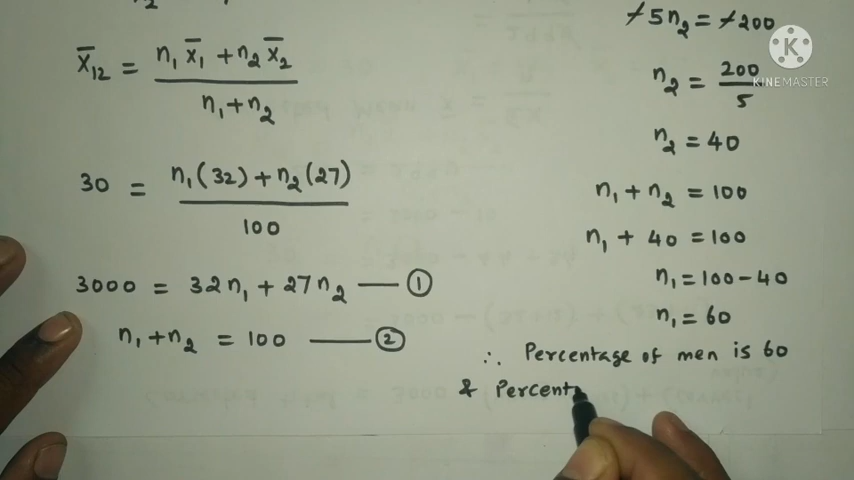 x̄₁₂ = (n₁x̄₁ + n₂x̄₂) / (n₁ + n₂)
30 = (n₁(32) + n₂(27)) / 100
3000 = 32n₁ + 27n₂ — ①
n₁ + n₂ = 100 — ②
-5n₂ = -200
n₂ = 200/5
n₂ = 40
n₁ + n₂ = 100
n₁ + 40 = 100
n₁ = 100 - 40
n₁ = 60
∴ Percentage of men is 60
& Percent
K
KINEMASTER